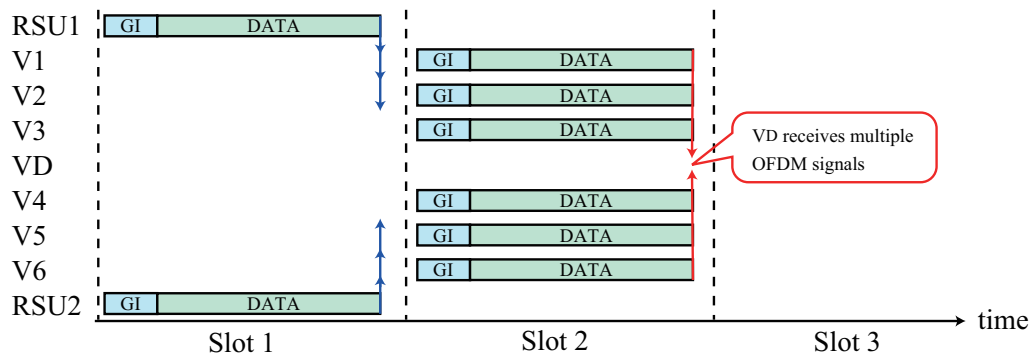 RSU1 GI DATA
V1 GI DATA
V2 GI DATA
V3 GI DATA
VD
VD receives multiple
OFDM signals
V4 GI DATA
V5 GI DATA
V6 GI DATA
RSU2 GI DATA
time
Slot 1 Slot 2 Slot 3